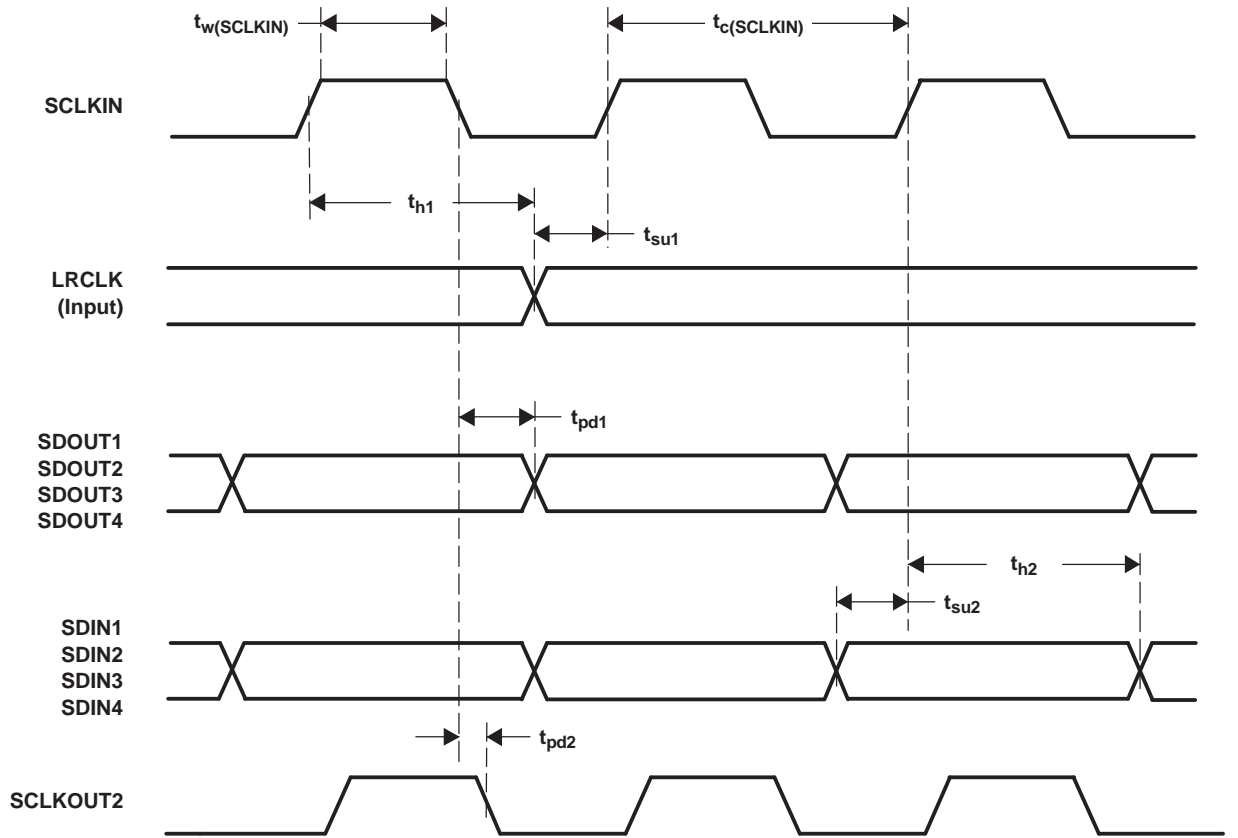 tw(SCLKIN)
tc(SCLKIN)
SCLKIN
th1
tsu1
LRCLK
(Input)
tpd1
SDOUT1
SDOUT2
SDOUT3
SDOUT4
th2
tsu2
SDIN1
SDIN2
SDIN3
SDIN4
tpd2
SCLKOUT2